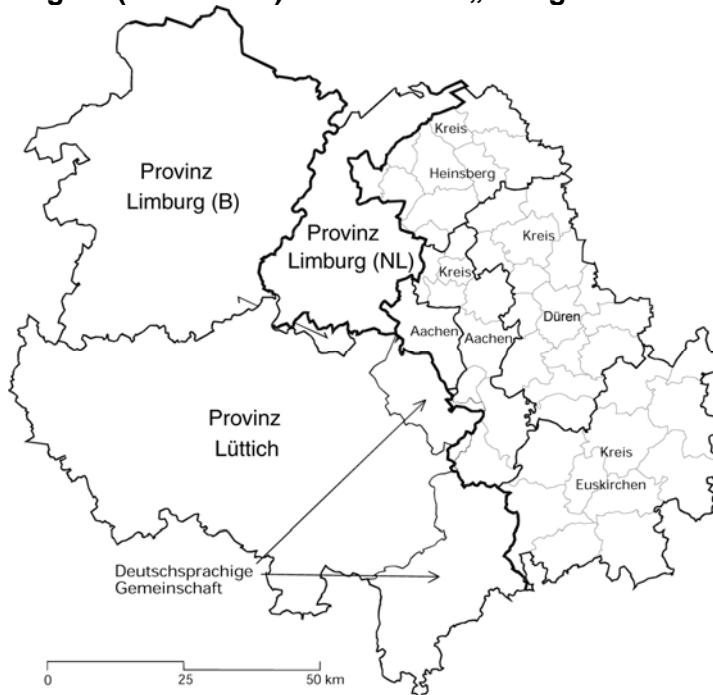 Provinz
Limburg (B)
Kreis
Heinsberg
Provinz
Limburg (NL)
Kreis
Kreis
Aachen
Aachen
Düren
Provinz
Lüttich
Kreis
Euskirchen
Deutschsprachige
Gemeinschaft
0 25 50 km